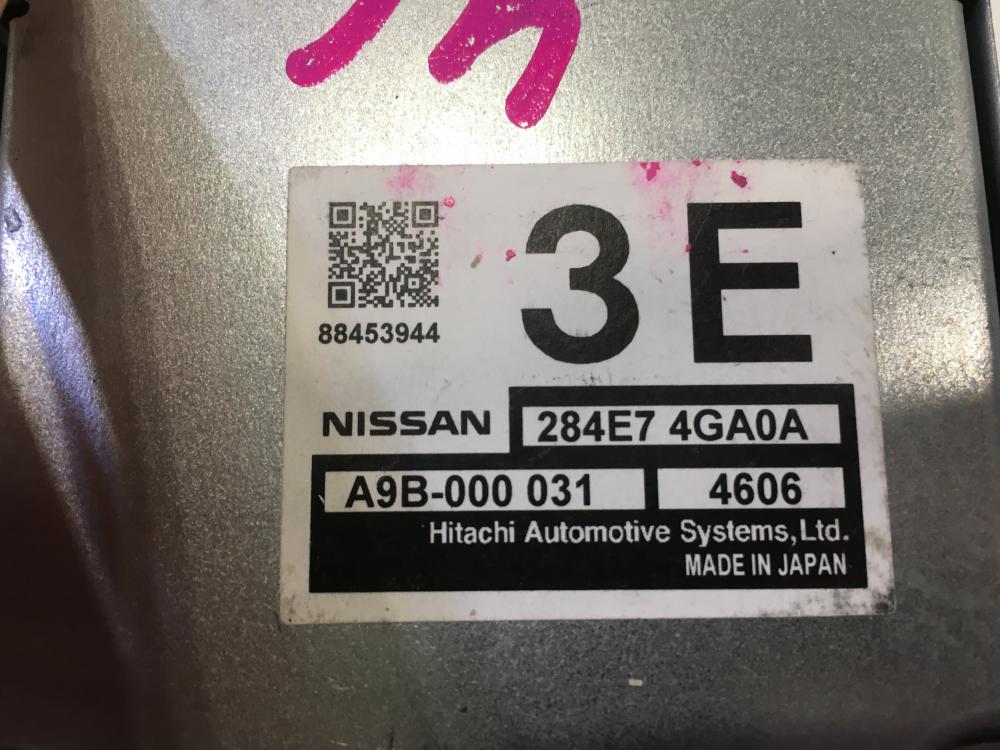 3E
88453944
NISSAN 284E7 4GA0A
A9B-000 031 4606
Hitachi Automotive Systems,Ltd.
MADE IN JAPAN